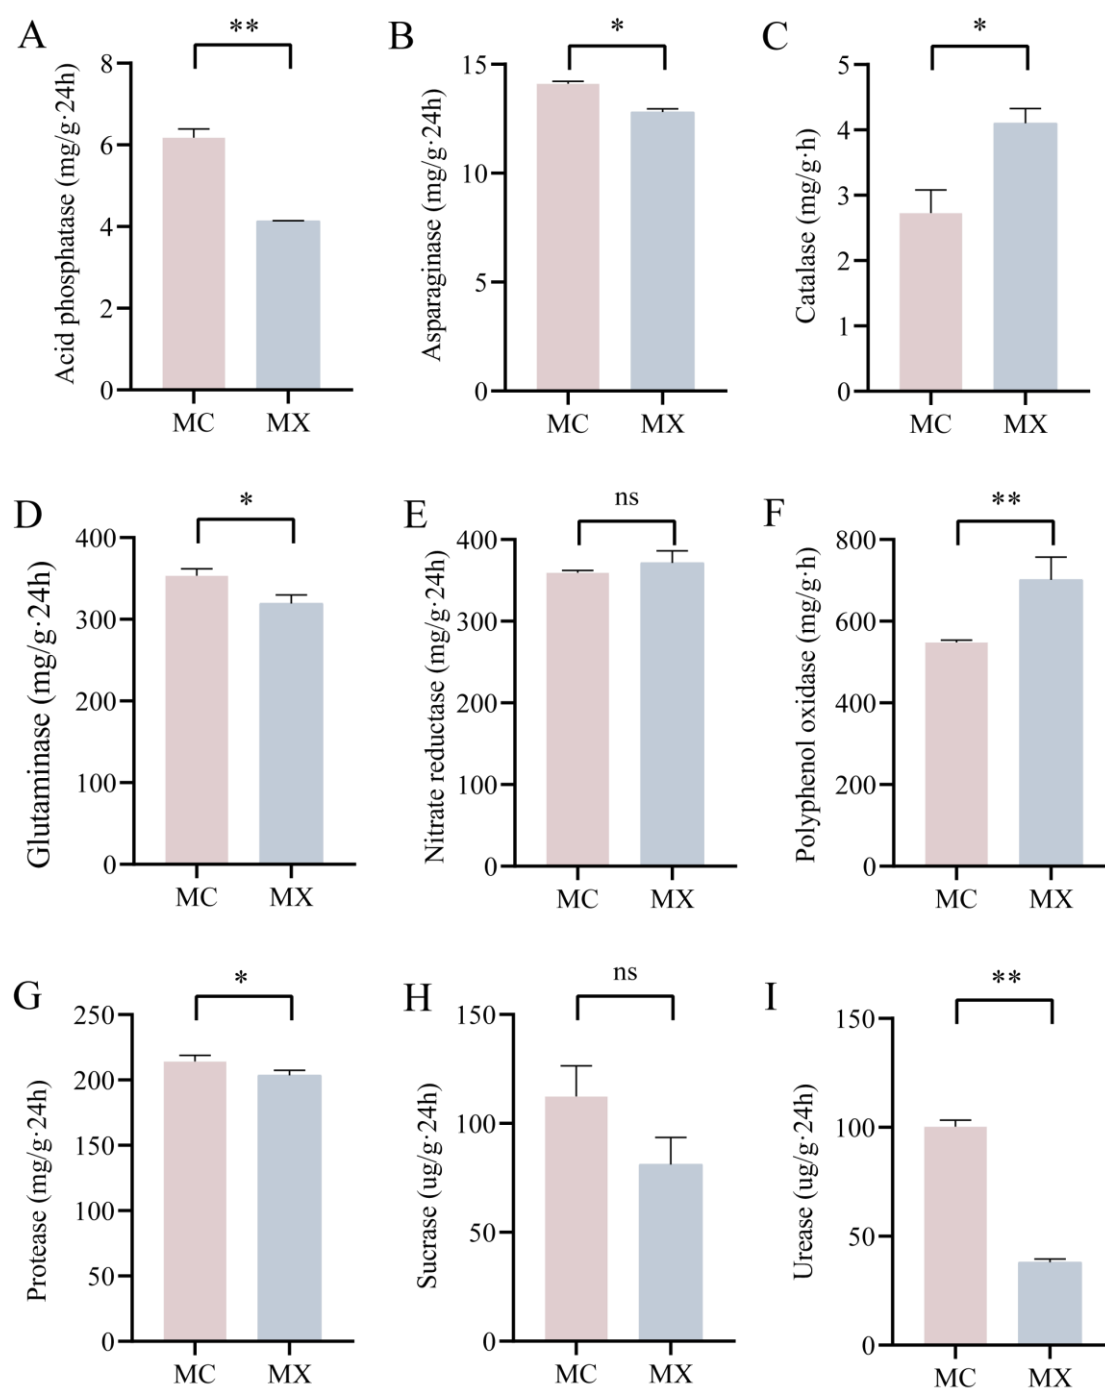 A
**
Acid phosphatase (mg/g·24h)
8
6
4
2
0
MC MX
B
*
Asparaginase (mg/g·24h)
15
10
5
0
MC MX
C
*
Catalase (mg/g·h)
5
4
3
2
1
0
MC MX
D
*
Glutaminase (mg/g·24h)
400
300
200
100
0
MC MX
E
ns
Nitrate reductase (mg/g·24h)
400
300
200
100
0
MC MX
F
**
Polyphenol oxidase (mg/g·h)
800
600
400
200
0
MC MX
G
*
Protease (mg/g·24h)
250
200
150
100
50
0
MC MX
H
ns
Sucrase (ug/g·24h)
150
100
50
0
MC MX
I
**
Urease (ug/g·24h)
150
100
50
0
MC MX